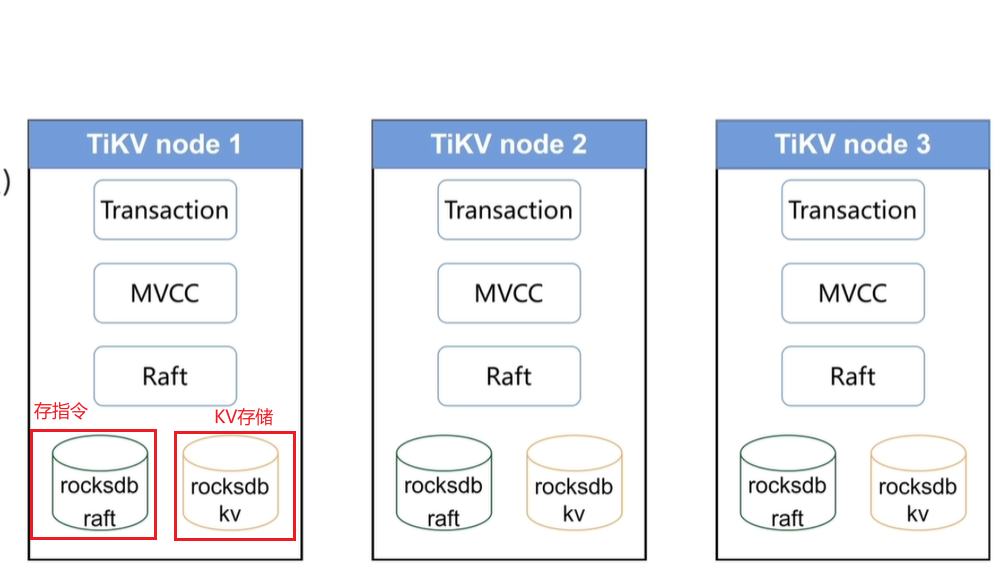 TiKV node 1
TiKV node 2
TiKV node 3
)
Transaction
Transaction
Transaction
MVCC
MVCC
MVCC
Raft
Raft
Raft
存指令
KV存储
rocksdb
raft
rocksdb
kv
rocksdb
raft
rocksdb
kv
rocksdb
raft
rocksdb
kv